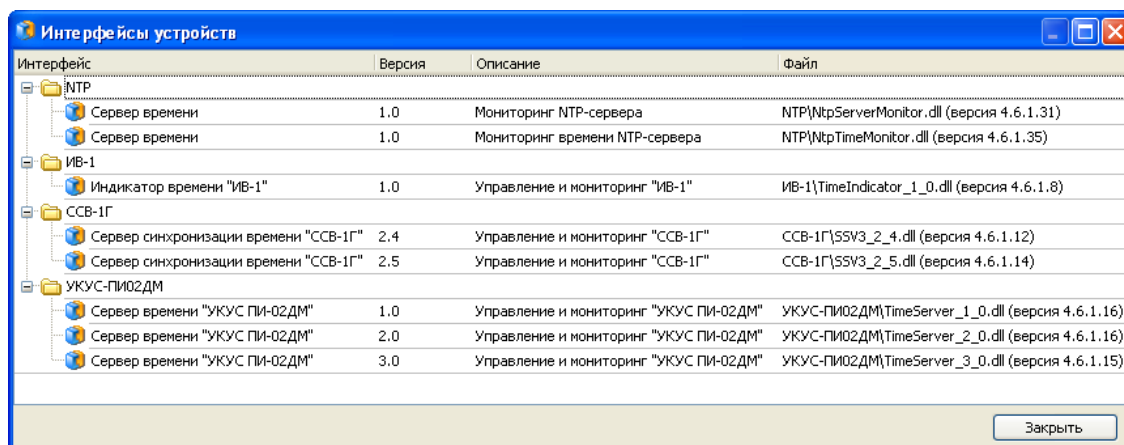 Интерфейсы устройств
Интерфейс Версия Описание Файл
NTP
Сервер времени 1.0 Мониторинг NTP-сервера NTP\NtpServerMonitor.dll (версия 4.6.1.31)
Сервер времени 1.0 Мониторинг времени NTP-сервера NTP\NtpTimeMonitor.dll (версия 4.6.1.35)
ИВ-1
Индикатор времени "ИВ-1" 1.0 Управление и мониторинг "ИВ-1" ИВ-1\TimeIndicator_1_0.dll (версия 4.6.1.8)
ССВ-1Г
Сервер синхронизации времени "ССВ-1Г" 2.4 Управление и мониторинг "ССВ-1Г" ССВ-1Г\SSV3_2_4.dll (версия 4.6.1.12)
Сервер синхронизации времени "ССВ-1Г" 2.5 Управление и мониторинг "ССВ-1Г" ССВ-1Г\SSV3_2_5.dll (версия 4.6.1.14)
УКУС-ПИ02ДМ
Сервер времени "УКУС ПИ-02ДМ" 1.0 Управление и мониторинг "УКУС ПИ-02ДМ" УКУС-ПИ02ДМ\TimeServer_1_0.dll (версия 4.6.1.16)
Сервер времени "УКУС ПИ-02ДМ" 2.0 Управление и мониторинг "УКУС ПИ-02ДМ" УКУС-ПИ02ДМ\TimeServer_2_0.dll (версия 4.6.1.16)
Сервер времени "УКУС ПИ-02ДМ" 3.0 Управление и мониторинг "УКУС ПИ-02ДМ" УКУС-ПИ02ДМ\TimeServer_3_0.dll (версия 4.6.1.15)
Закрыть